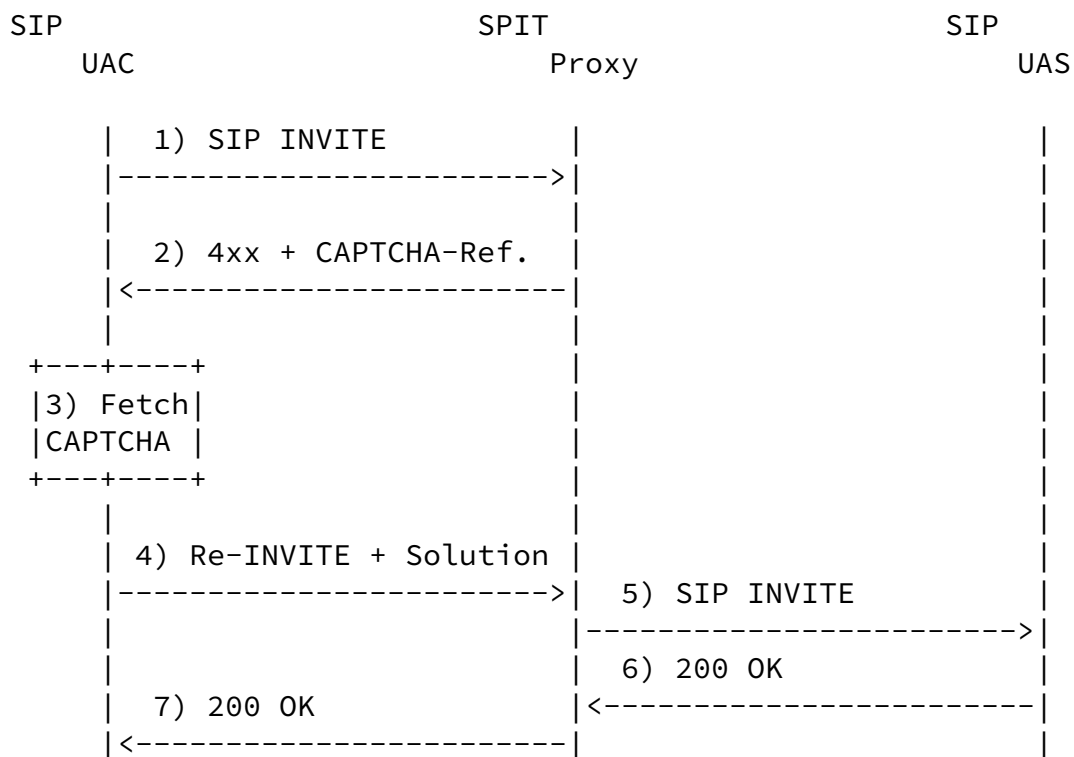 SIP SPIT SIP
UAC Proxy UAS
1) SIP INVITE
2) 4xx + CAPTCHA-Ref.
3) Fetch
CAPTCHA
4) Re-INVITE + Solution
5) SIP INVITE
6) 200 OK
7) 200 OK